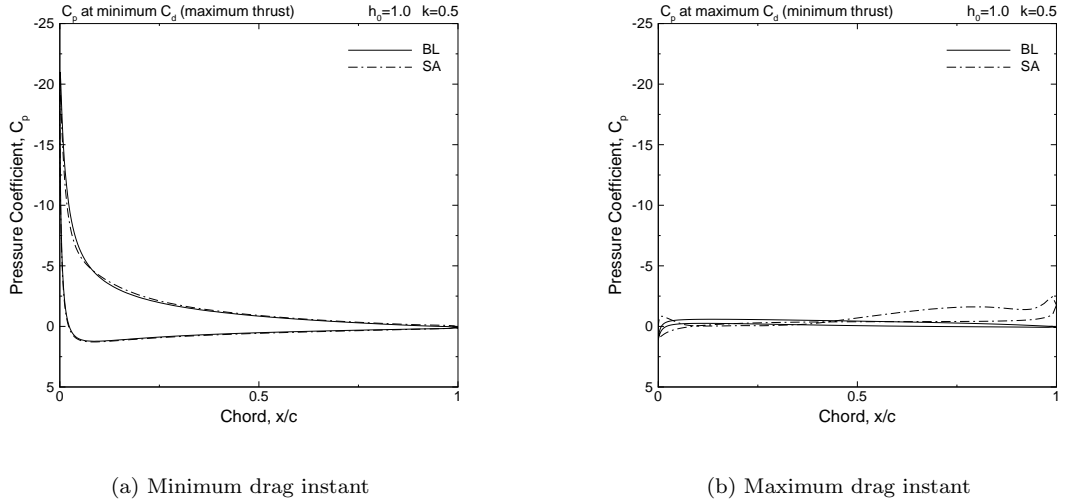 C_p at minimum C_d (maximum thrust) h_0=1.0 k=0.5
-25
-20
-15
-10
-5
0
5
Pressure Coefficient, C_p
BL
SA
0 0.5 1
Chord, x/c
(a) Minimum drag instant
C_p at maximum C_d (minimum thrust) h_0=1.0 k=0.5
-25
-20
-15
-10
-5
0
5
Pressure Coefficient, C_p
BL
SA
0 0.5 1
Chord, x/c
(b) Maximum drag instant